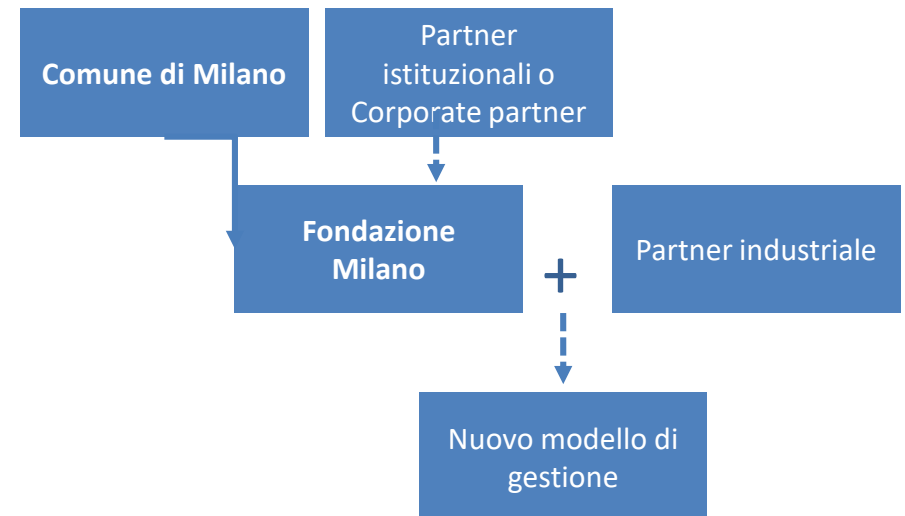 Comune di Milano
Partner
istituzionali o
Corporate partner
Fondazione
Milano
+
Partner industriale
Nuovo modello di
gestione